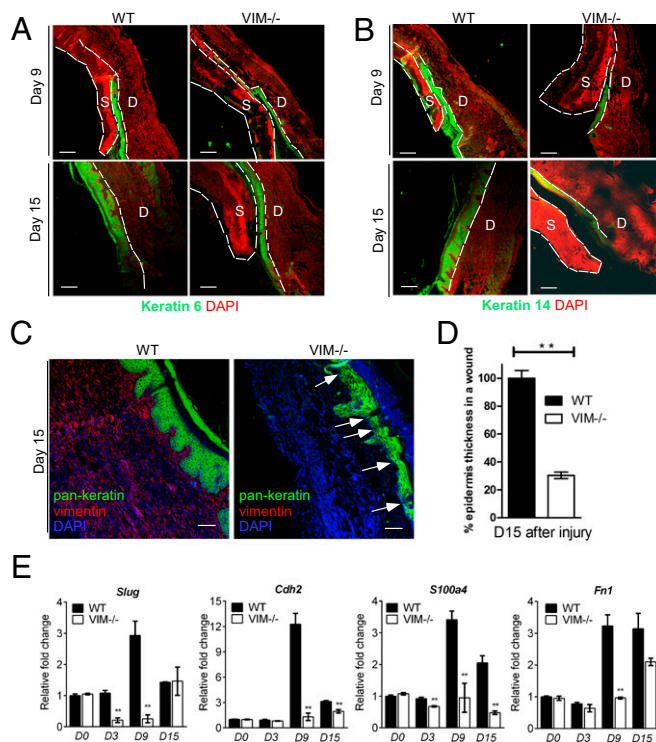 A
WT VIM-/-
Day 9
S D
S D
Day 15
D
S D
Keratin 6 DAPI
B
WT VIM-/-
Day 9
S D
S D
Day 15
D
S D
Keratin 14 DAPI
C
WT VIM-/-
Day 15
pan-keratin
vimentin
DAPI
pan-keratin
vimentin
DAPI
D
% epidermis thickness in a wound
**
100
80
60
40
20
0
WT
VIM-/-
D15 after injury
E
Slug
Relative fold change
4
3
2
1
0
WT
VIM-/-
** **
D0 D3 D9 D15
Cdh2
Relative fold change
15
12
9
6
3
0
WT
VIM-/-
** **
D0 D3 D9 D15
S100a4
Relative fold change
4
3
2
1
0
WT
VIM-/-
** ** **
D0 D3 D9 D15
Fn1
Relative fold change
4
3
2
1
0
WT
VIM-/-
**
D0 D3 D9 D15